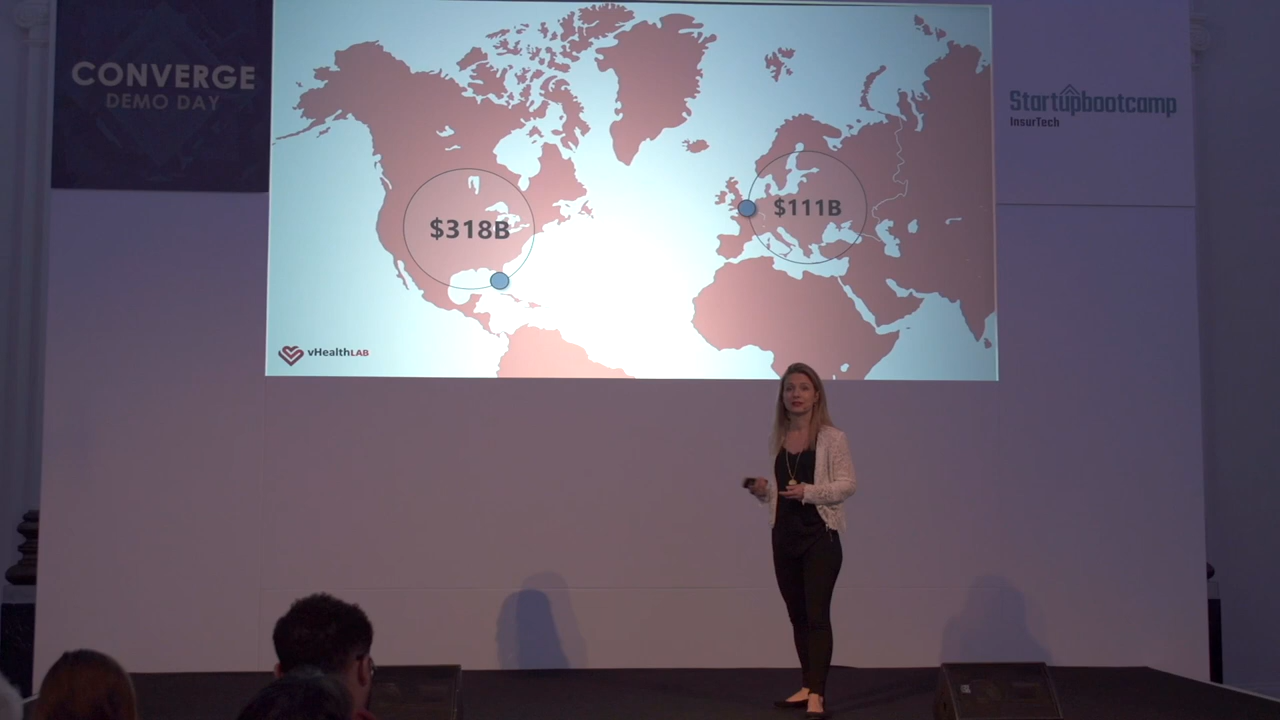 CONVERGE
DEMO DAY
$318B
$111B
vHealthLAB
Startupbootcamp
InsurTech